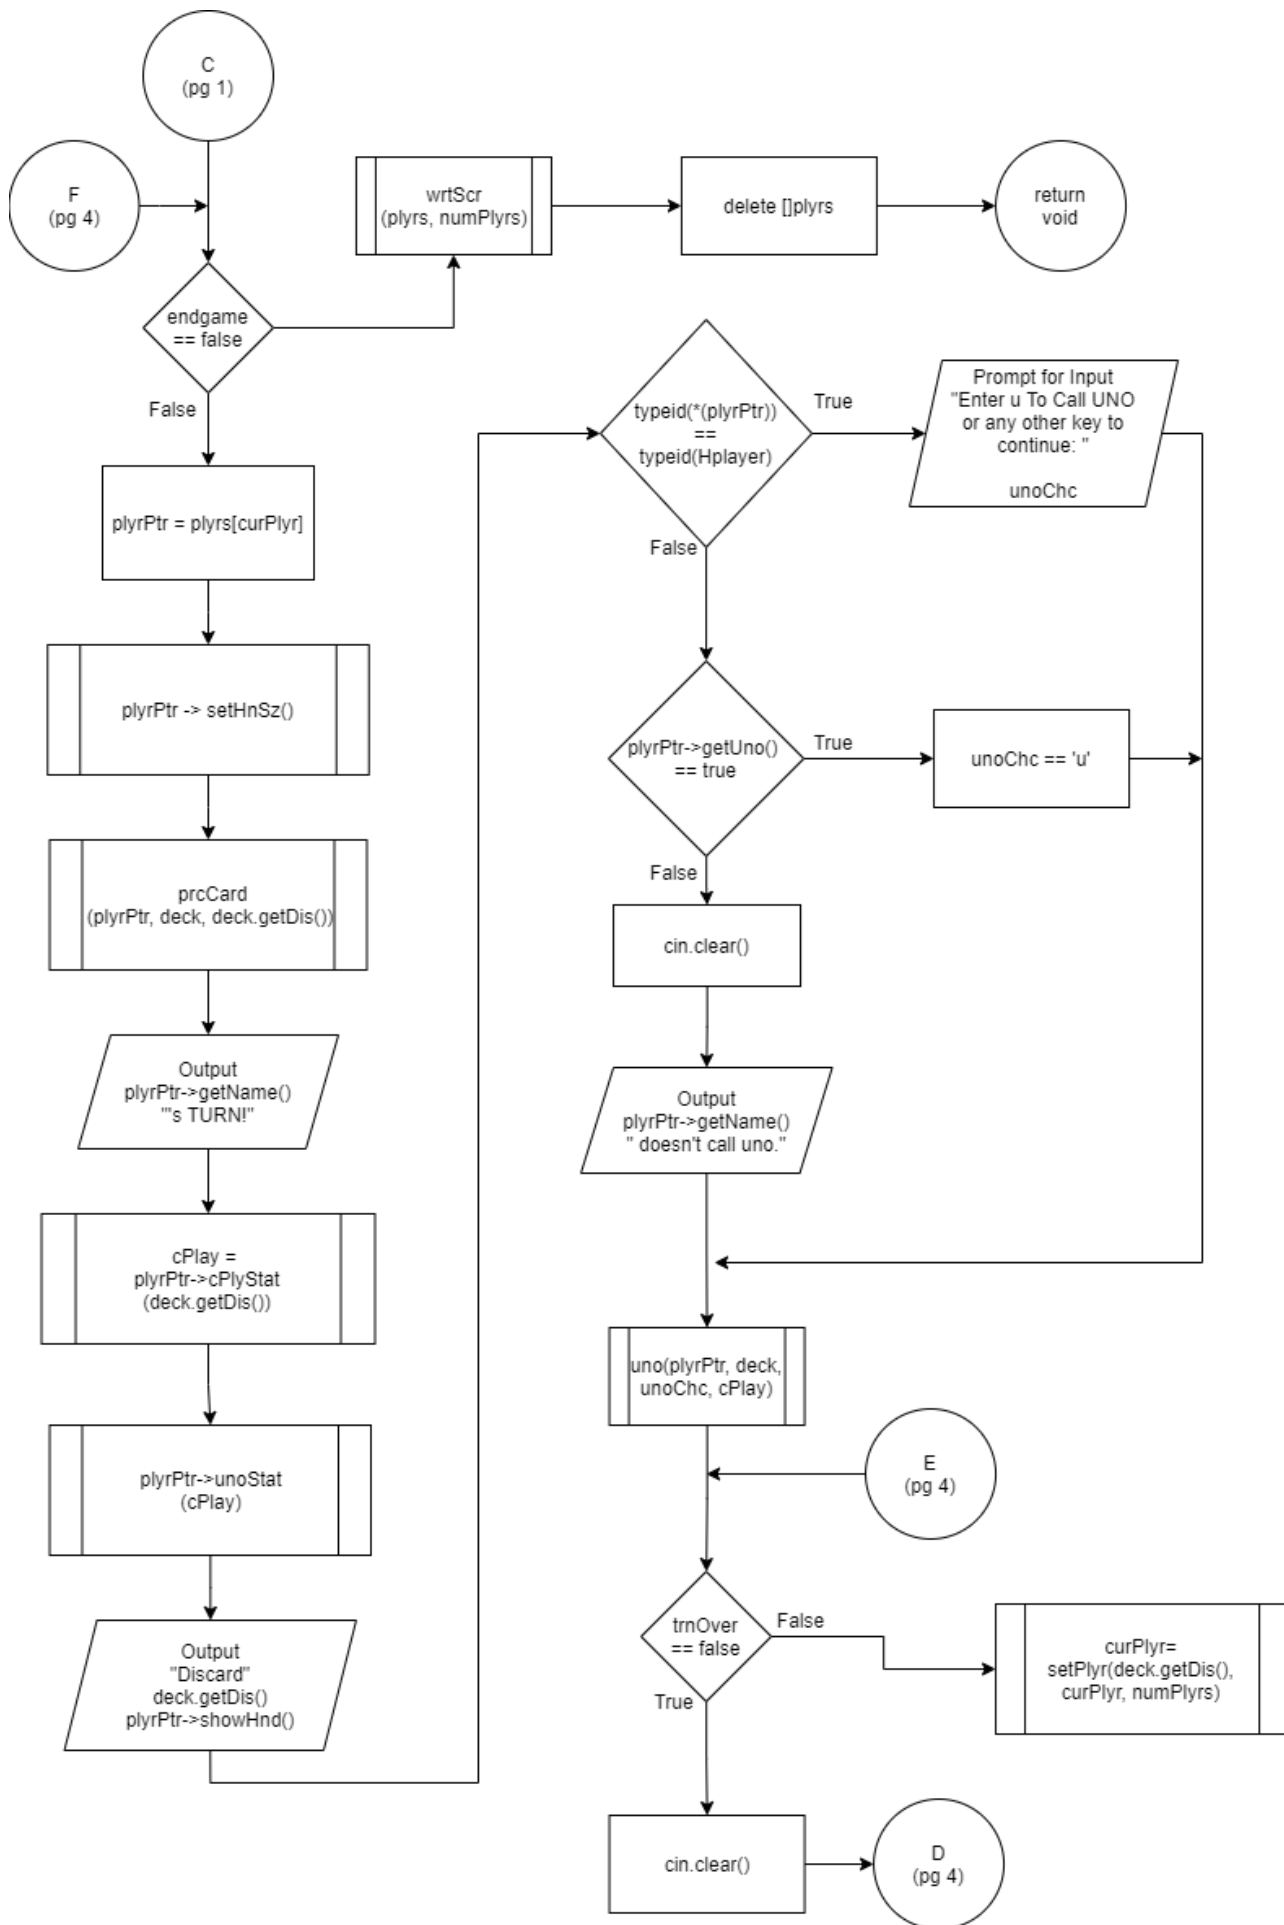 C
(pg 1)
F
(pg 4)
wrtScr
(plyrs, numPlyrs)
delete []plyrs
return
void
endgame
== false
False
plyrPtr = plyrs[curPlyr]
plyrPtr -> setHnSz()
prcCard
(plyrPtr, deck, deck.getDis())
Output
plyrPtr->getName()
"'s TURN!"
cPlay =
plyrPtr->cPlyStat
(deck.getDis())
plyrPtr->unoStat
(cPlay)
Output
"Discard"
deck.getDis()
plyrPtr->showHnd()
typeid(*(plyrPtr))
==
typeid(Hplayer)
True
Prompt for Input
"Enter u To Call UNO
or any other key to
continue: "
unoChc
False
plyrPtr->getUno()
== true
True
unoChc == 'u'
False
cin.clear()
Output
plyrPtr->getName()
" doesn't call uno."
uno(plyrPtr, deck,
unoChc, cPlay)
E
(pg 4)
trnOver
== false
False
curPlyr=
setPlyr(deck.getDis(),
curPlyr, numPlyrs)
True
cin.clear()
D
(pg 4)